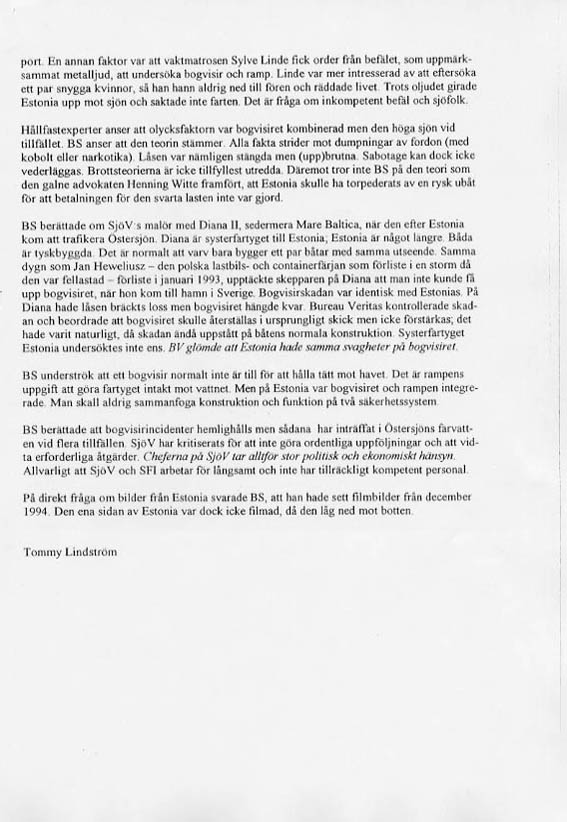 port. En annan faktor var att vaktmatrosen Sylve Linde fick order från befälet, som uppmärk-
sammat metalljud, att undersöka bogvisir och ramp. Linde var mer intresserad av att eftersöka
ett par snygga kvinnor, så han hann aldrig ned till fören och räddade livet. Trots oljudet girade
Estonia upp mot sjön och saktade inte farten. Det är fråga om inkompetent befäl och sjöfolk.
Hållfastexperter anser att olycksfaktorn var bogvisiret kombinerad men den höga sjön vid
tillfället. BS anser att den teorin stämmer. Alla fakta strider mot dumpningar av fordon (med
kobolt eller narkotika). Låsen var nämligen stängda men (upp)brutna. Sabotage kan dock icke
vederläggas. Brottsteorierna är icke tillfyllest utredda. Däremot tror inte BS på den teori som
den galne advokaten Henning Witte framfört, att Estonia skulle ha torpederats av en rysk ubåt
för att betalningen för den svarta lasten inte var gjord.
BS berättade om SjöV:s malör med Diana II, sedermera Mare Baltica, när den efter Estonia
kom att trafikera Östersjön. Diana är systerfartyget till Estonia; Estonia är något längre. Båda
är tyskbyggda. Det är normalt att varv bara bygger ett par båtar med samma utseende. Samma
dygn som Jan Heweliusz – den polska lastbils- och containerfärjan som förliste i en storm då
den var fellastad – förliste i januari 1993, upptäckte skepparen på Diana att man inte kunde få
upp bogvisiret, när hon kom till hamn i Sverige. Bogvisirskadan var identisk med Estonias. På
Diana hade låsen bräckts loss men bogvisiret hängde kvar. Bureau Veritas kontrollerade skad-
an och beordrade att bogvisiret skulle återställas i ursprungligt skick men icke förstärkas; det
hade varit naturligt, då skadan ändå uppstått på båtens normala konstruktion. Systerfartyget
Estonia undersöktes inte ens. BV glömde att Estonia hade samma svagheter på bogvisiret.
BS underströk att ett bogvisir normalt inte är till för att hålla tätt mot havet. Det är rampens
uppgift att göra fartyget intakt mot vattnet. Men på Estonia var bogvisiret och rampen integre-
rade. Man skall aldrig sammanfoga konstruktion och funktion på två säkerhetssystem.
BS berättade att bogvisirincidenter hemlighålls men sådana har inträffat i Östersjöns farvatt-
en vid flera tillfällen. SjöV har kritiserats för att inte göra ordentliga uppföljningar och att vid-
ta erforderliga åtgärder. Cheferna på SjöV tar alltför stor politisk och ekonomiskt hänsyn.
Allvarligt att SjöV och SFI arbetar för långsamt och inte har tillräckligt kompetent personal.
På direkt fråga om bilder från Estonia svarade BS, att han hade sett filmbilder från december
1994. Den ena sidan av Estonia var dock icke filmad, då den låg ned mot botten.
Tommy Lindström